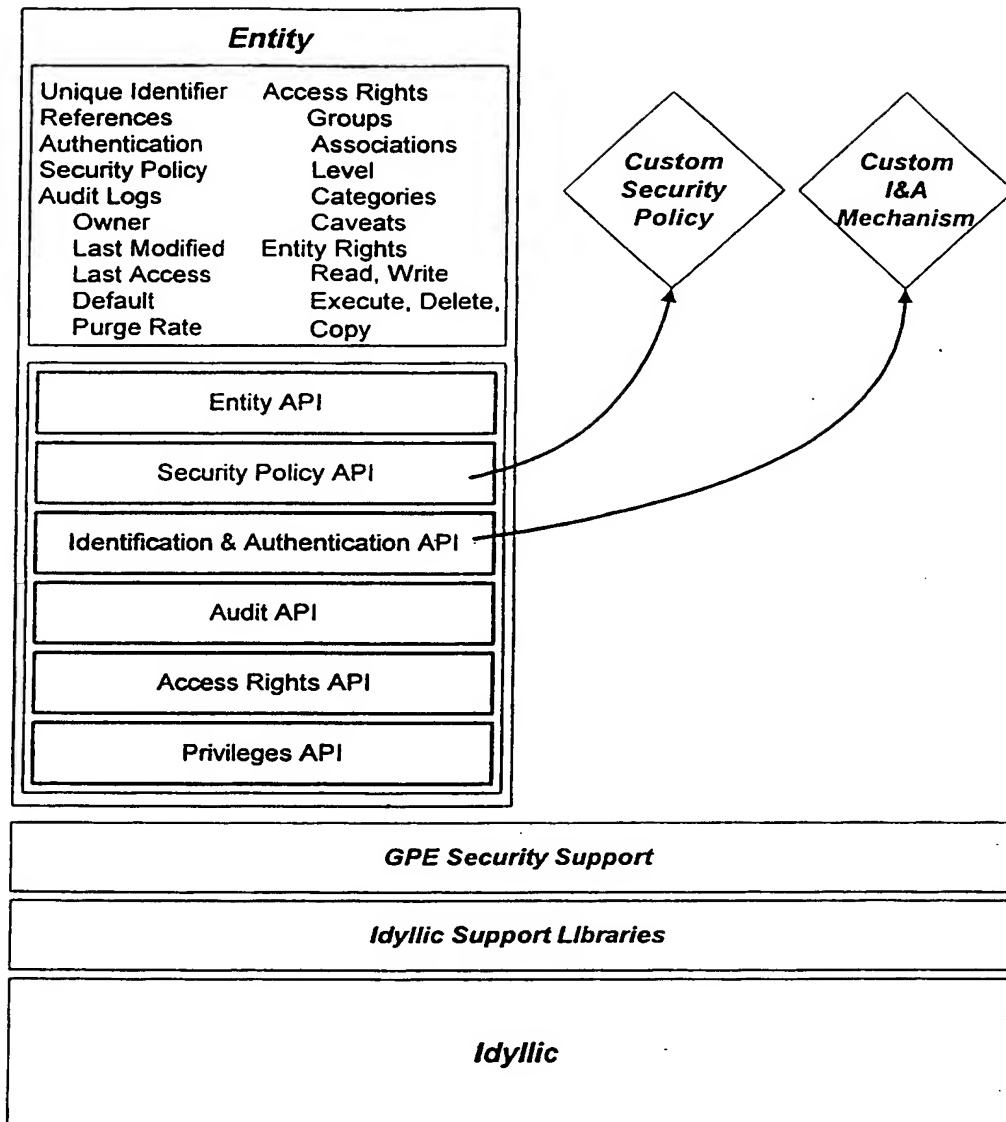 Entity
Unique Identifier
References
Authentication
Security Policy
Audit Logs
Owner
Last Modified
Last Access
Default
Purge Rate
Access Rights
Groups
Associations
Level
Categories
Caveats
Entity Rights
Read, Write
Execute, Delete,
Copy
Custom
Security
Policy
Custom
I&A
Mechanism
Entity API
Security Policy API
Identification & Authentication API
Audit API
Access Rights API
Privileges API
GPE Security Support
Idyllic Support Libraries
Idyllic